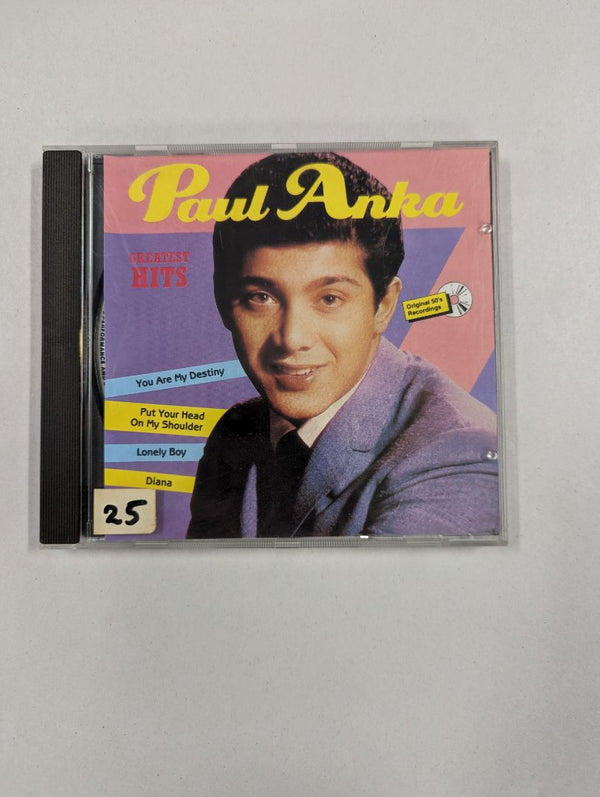 Paul Anka
GREATEST
HITS
Original 50's
Recordings
You Are My Destiny
Put Your Head
On My Shoulder
Lonely Boy
Diana
25